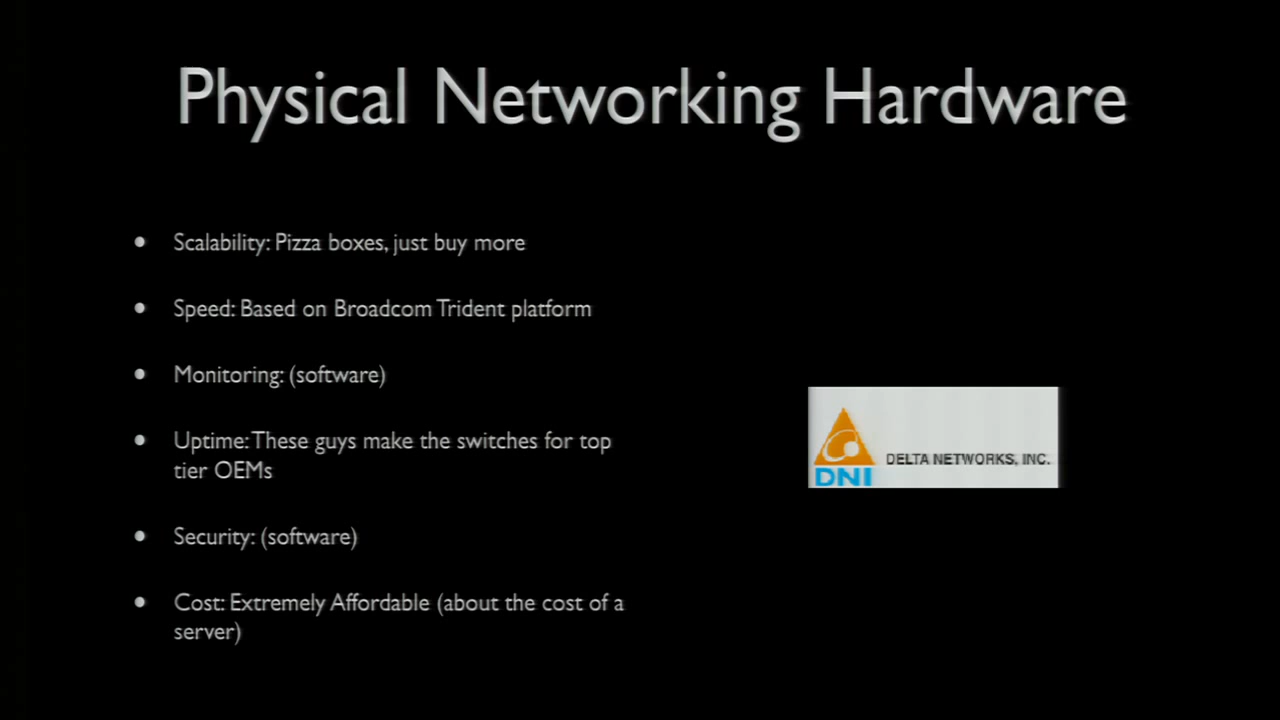 Physical Networking Hardware
Scalability: Pizza boxes, just buy more
Speed: Based on Broadcom Trident platform
Monitoring: (software)
Uptime: These guys make the switches for top
tier OEMs
Security: (software)
Cost: Extremely Affordable (about the cost of a
server)
DELTA NETWORKS, INC.
DNI